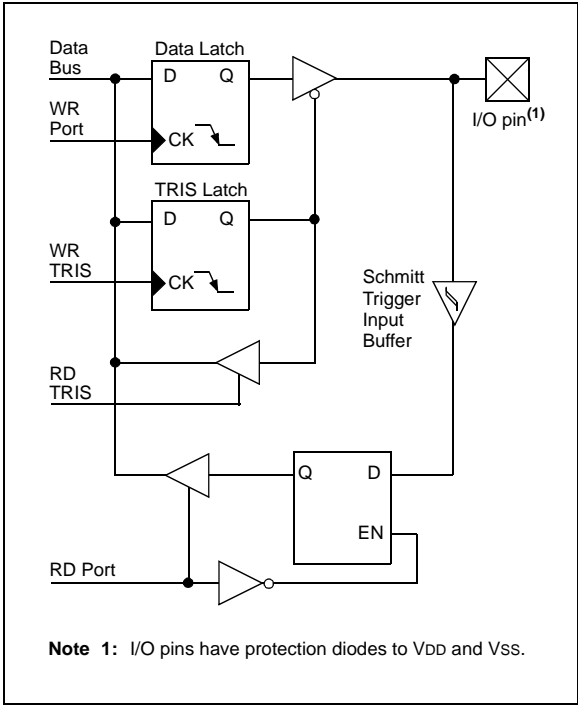 Data
Bus
Data Latch
D Q
WR
Port
CK
I/O pin(1)
TRIS Latch
D Q
WR
TRIS
CK
Schmitt
Trigger
Input
Buffer
RD
TRIS
Q D
EN
RD Port
Note 1: I/O pins have protection diodes to VDD and VSS.